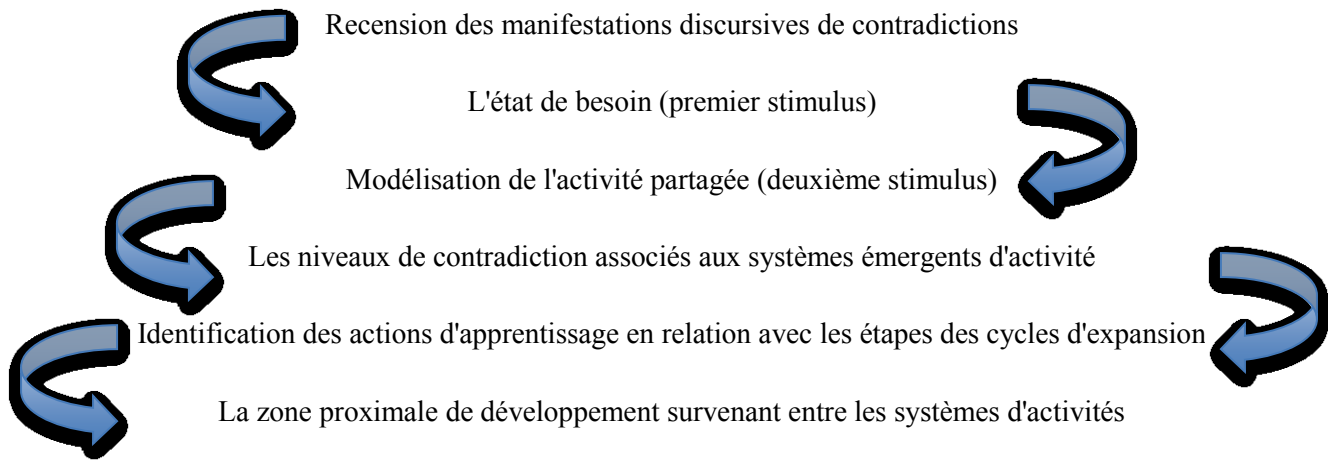 Recension des manifestations discursives de contradictions
L'état de besoin (premier stimulus)
Modélisation de l'activité partagée (deuxième stimulus)
Les niveaux de contradiction associés aux systèmes émergents d'activité
Identification des actions d'apprentissage en relation avec les étapes des cycles d'expansion
La zone proximale de développement survenant entre les systèmes d'activités